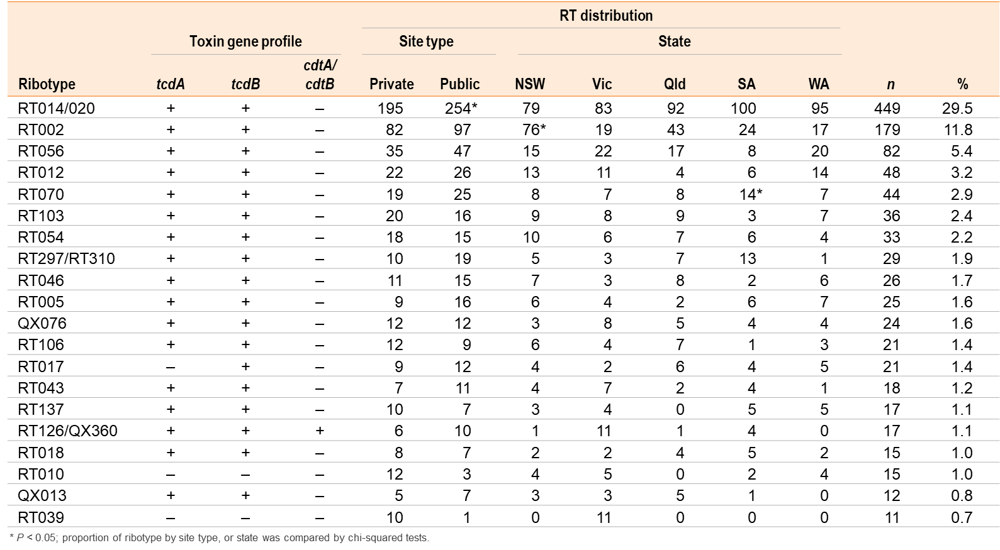 RT distribution
Toxin gene profile Site type State
cdtA/
Ribotype tcdA tcdB cdtB Private Public NSW Vic Qld SA WA n %
RT014/020 + + – 195 254* 79 83 92 100 95 449 29.5
RT002 + + – 82 97 76* 19 43 24 17 179 11.8
RT056 + + – 35 47 15 22 17 8 20 82 5.4
RT012 + + – 22 26 13 11 4 6 14 48 3.2
RT070 + + – 19 25 8 7 8 14* 7 44 2.9
RT103 + + – 20 16 9 8 9 3 7 36 2.4
RT054 + + – 18 15 10 6 7 6 4 33 2.2
RT297/RT310 + + – 10 19 5 3 7 13 1 29 1.9
RT046 + + – 11 15 7 3 8 2 6 26 1.7
RT005 + + – 9 16 6 4 2 6 7 25 1.6
QX076 + + – 12 12 3 8 5 4 4 24 1.6
RT106 + + – 12 9 6 4 7 1 3 21 1.4
RT017 – + – 9 12 4 2 6 4 5 21 1.4
RT043 + + – 7 11 4 7 2 4 1 18 1.2
RT137 + + – 10 7 3 4 0 5 5 17 1.1
RT126/QX360 + + + 6 10 1 11 1 4 0 17 1.1
RT018 + + – 8 7 2 2 4 5 2 15 1.0
RT010 – – – 12 3 4 5 0 2 4 15 1.0
QX013 + + – 5 7 3 3 5 1 0 12 0.8
RT039 – – – 10 1 0 11 0 0 0 11 0.7
* P < 0.05; proportion of ribotype by site type, or state was compared by chi-squared tests.